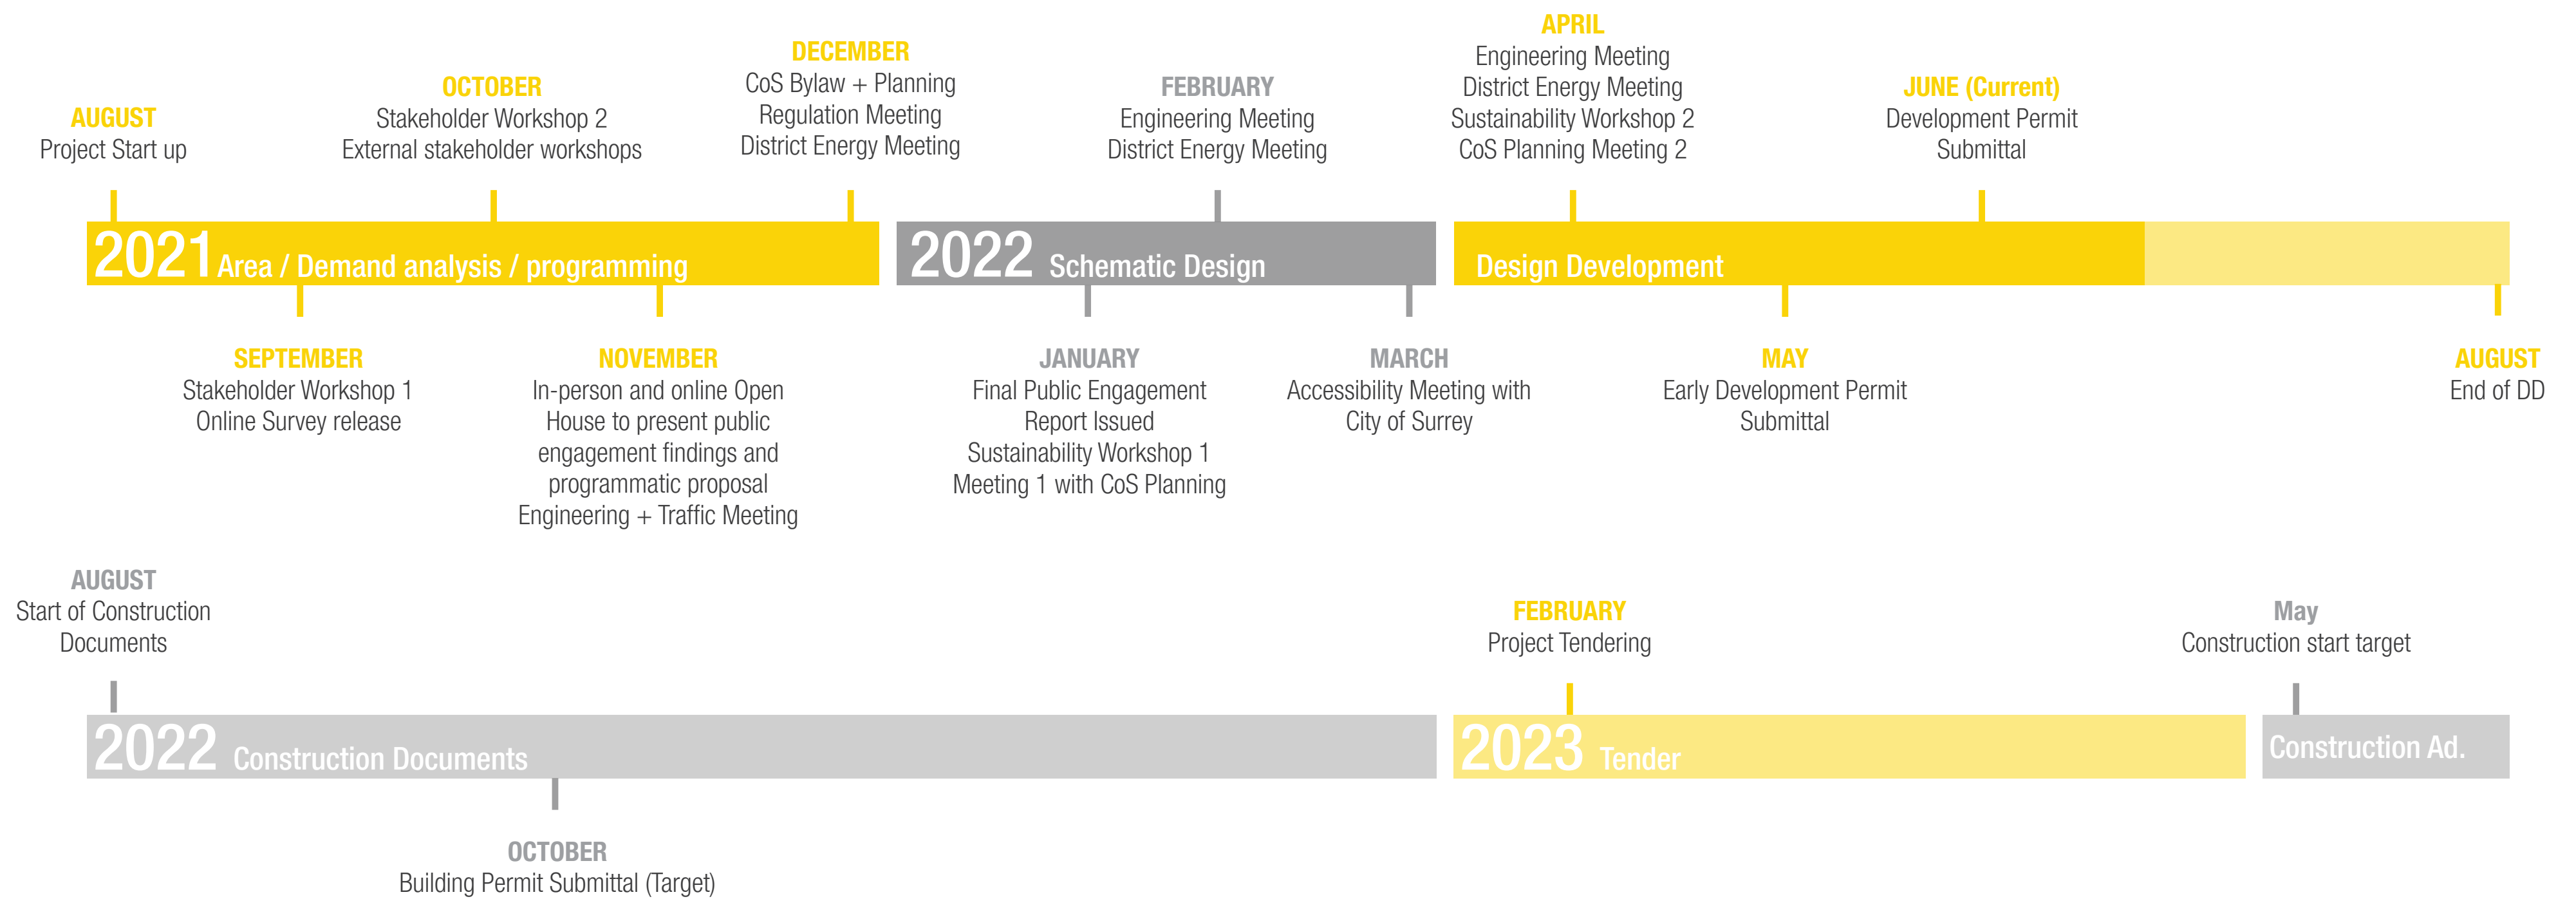 AUGUST
Project Start up
OCTOBER
Stakeholder Workshop 2
External stakeholder workshops
DECEMBER
CoS Bylaw + Planning
Regulation Meeting
District Energy Meeting
FEBRUARY
Engineering Meeting
District Energy Meeting
APRIL
Engineering Meeting
District Energy Meeting
Sustainability Workshop 2
CoS Planning Meeting 2
JUNE (Current)
Development Permit
Submittal
2021 Area / Demand analysis / programming
2022 Schematic Design
Design Development
SEPTEMBER
Stakeholder Workshop 1
Online Survey release
NOVEMBER
In-person and online Open
House to present public
engagement findings and
programmatic proposal
Engineering + Traffic Meeting
JANUARY
Final Public Engagement
Report Issued
Sustainability Workshop 1
Meeting 1 with CoS Planning
MARCH
Accessibility Meeting with
City of Surrey
MAY
Early Development Permit
Submittal
AUGUST
End of DD
AUGUST
Start of Construction
Documents
FEBRUARY
Project Tendering
May
Construction start target
2022 Construction Documents
2023 Tender
Construction Ad.
OCTOBER
Building Permit Submittal (Target)